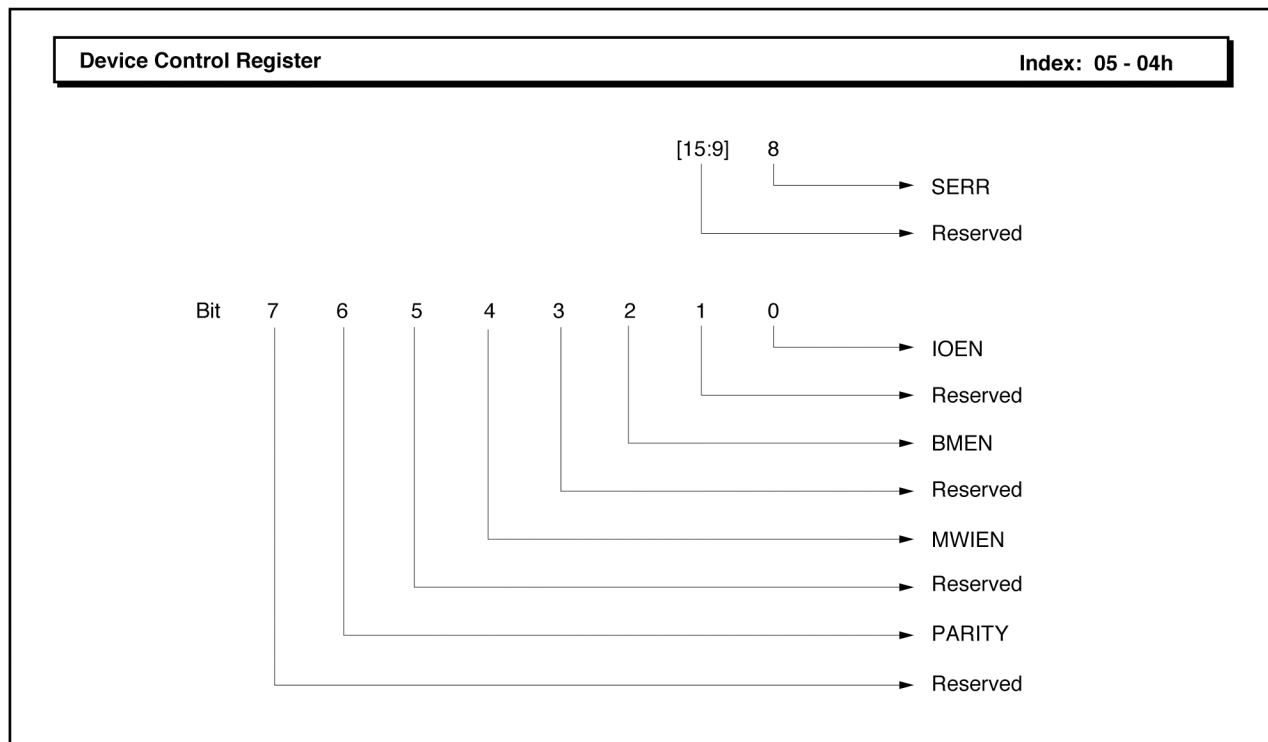 Device Control Register Index: 05 - 04h
[15:9] 8
SERR
Reserved
Bit 7 6 5 4 3 2 1 0
IOEN
Reserved
BMEN
Reserved
MWIEN
Reserved
PARITY
Reserved